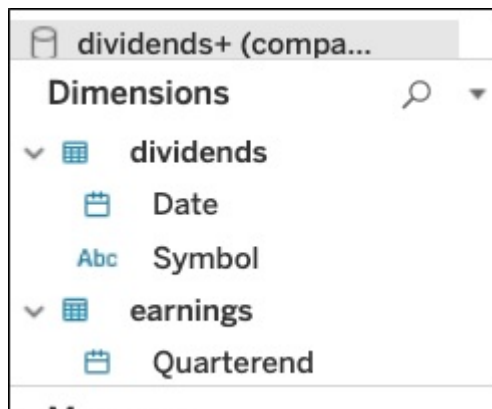 dividends+ (compa...
Dimensions
dividends
Date
Abc Symbol
earnings
Quarterend